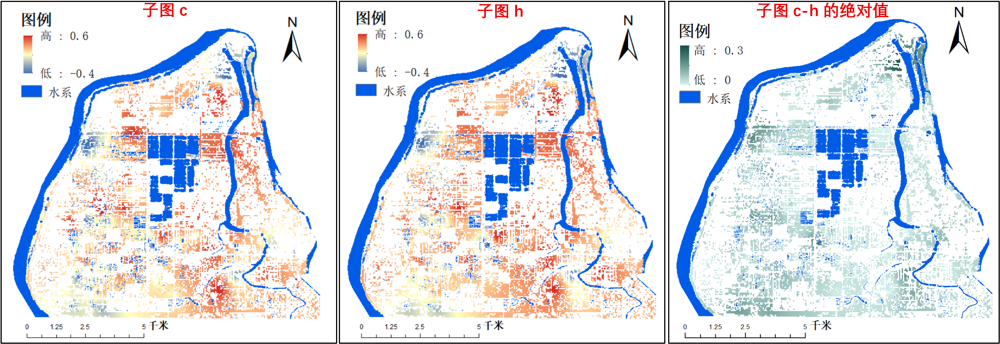 子图 c
图例
高 : 0.6
低 : -0.4
水系
N
0 1.25 2.5 5 千米
子图 h
图例
高 : 0.6
低 : -0.4
水系
N
0 1.25 2.5 5 千米
子图 c-h 的绝对值
图例
高 : 0.3
低 : 0
水系
N
0 1.25 2.5 5 千米